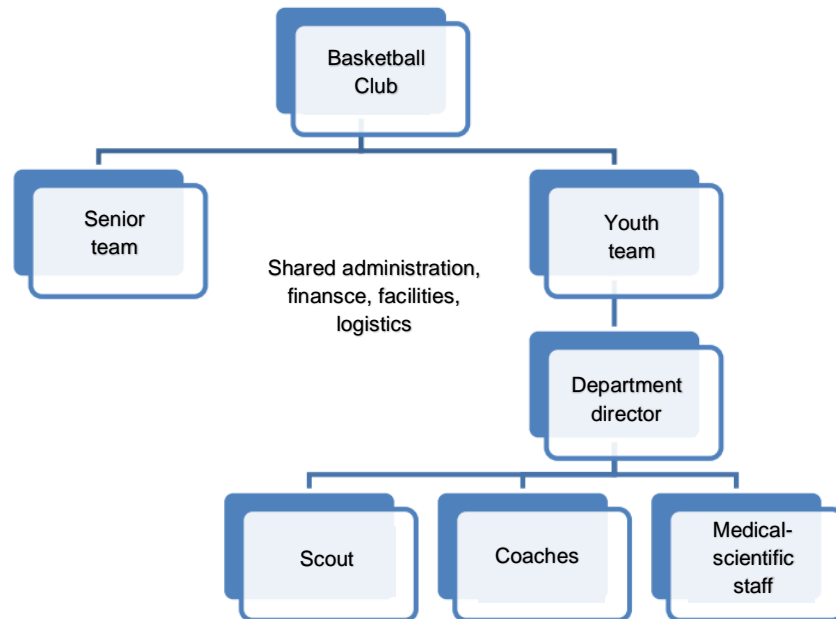 Basketball
Club
Senior
team
Youth
team
Shared administration,
finansce, facilities,
logistics
Department
director
Scout
Coaches
Medical-
scientific
staff